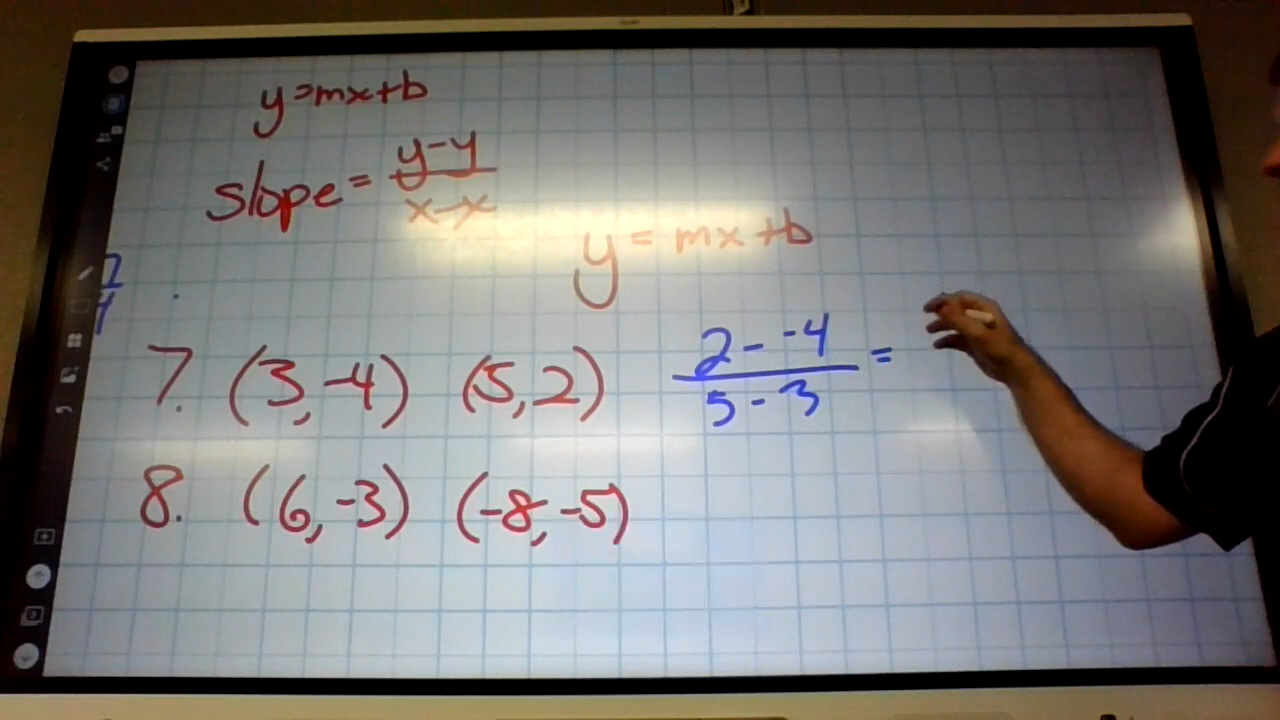 y=mx+b
slope = y-y
x-x
y = mx+b
7. (3,-4) (5,2) 2 - -4 =
5 - 3
8. (6,-3) (-8,-5)